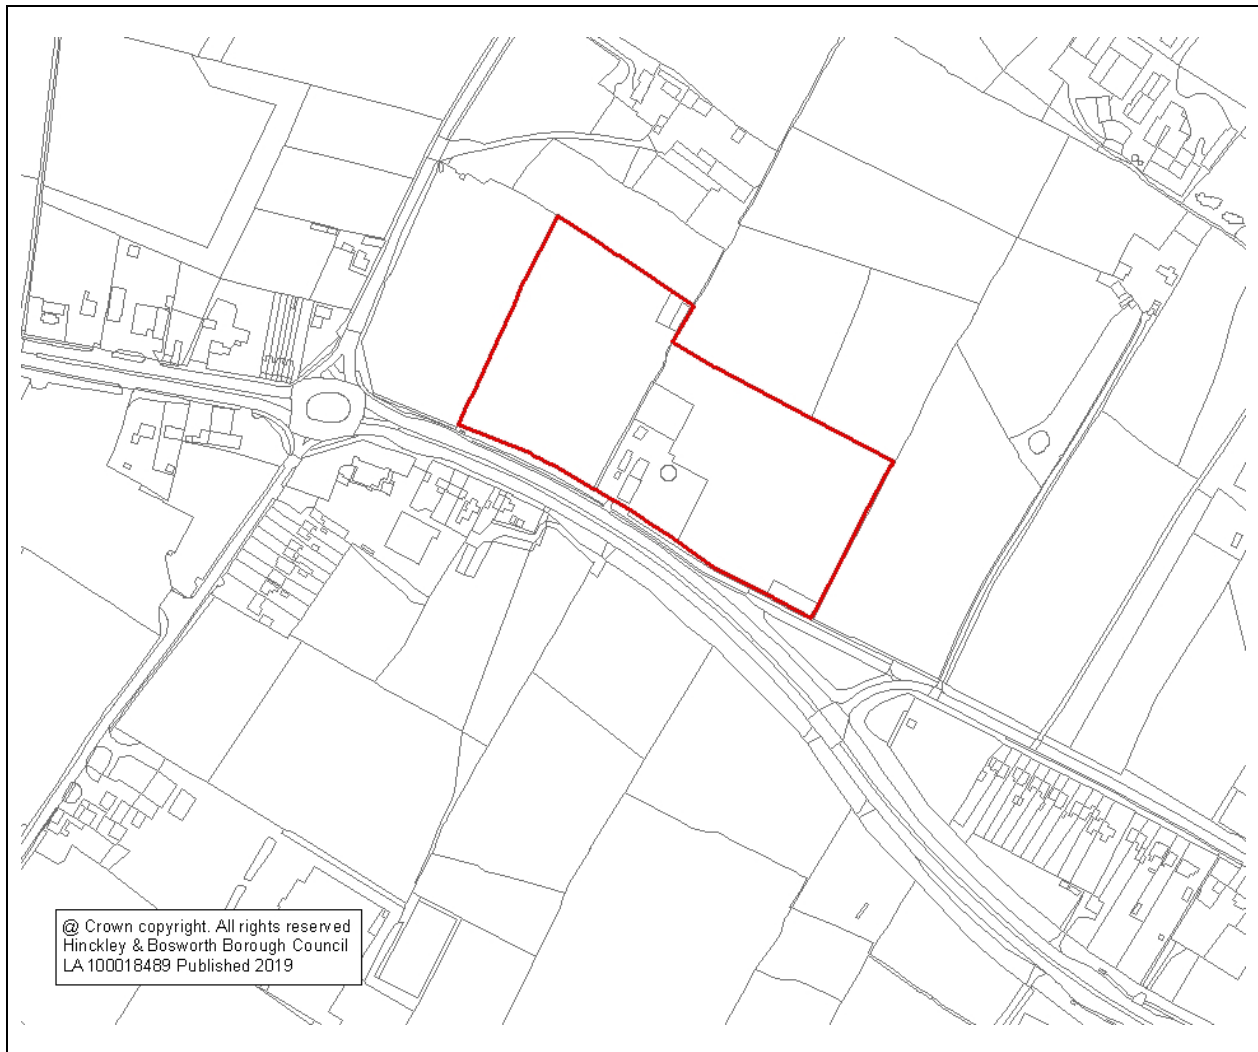 @ Crown copyright. All rights reserved
Hinckley & Bosworth Borough Council
LA 100018489 Published 2019